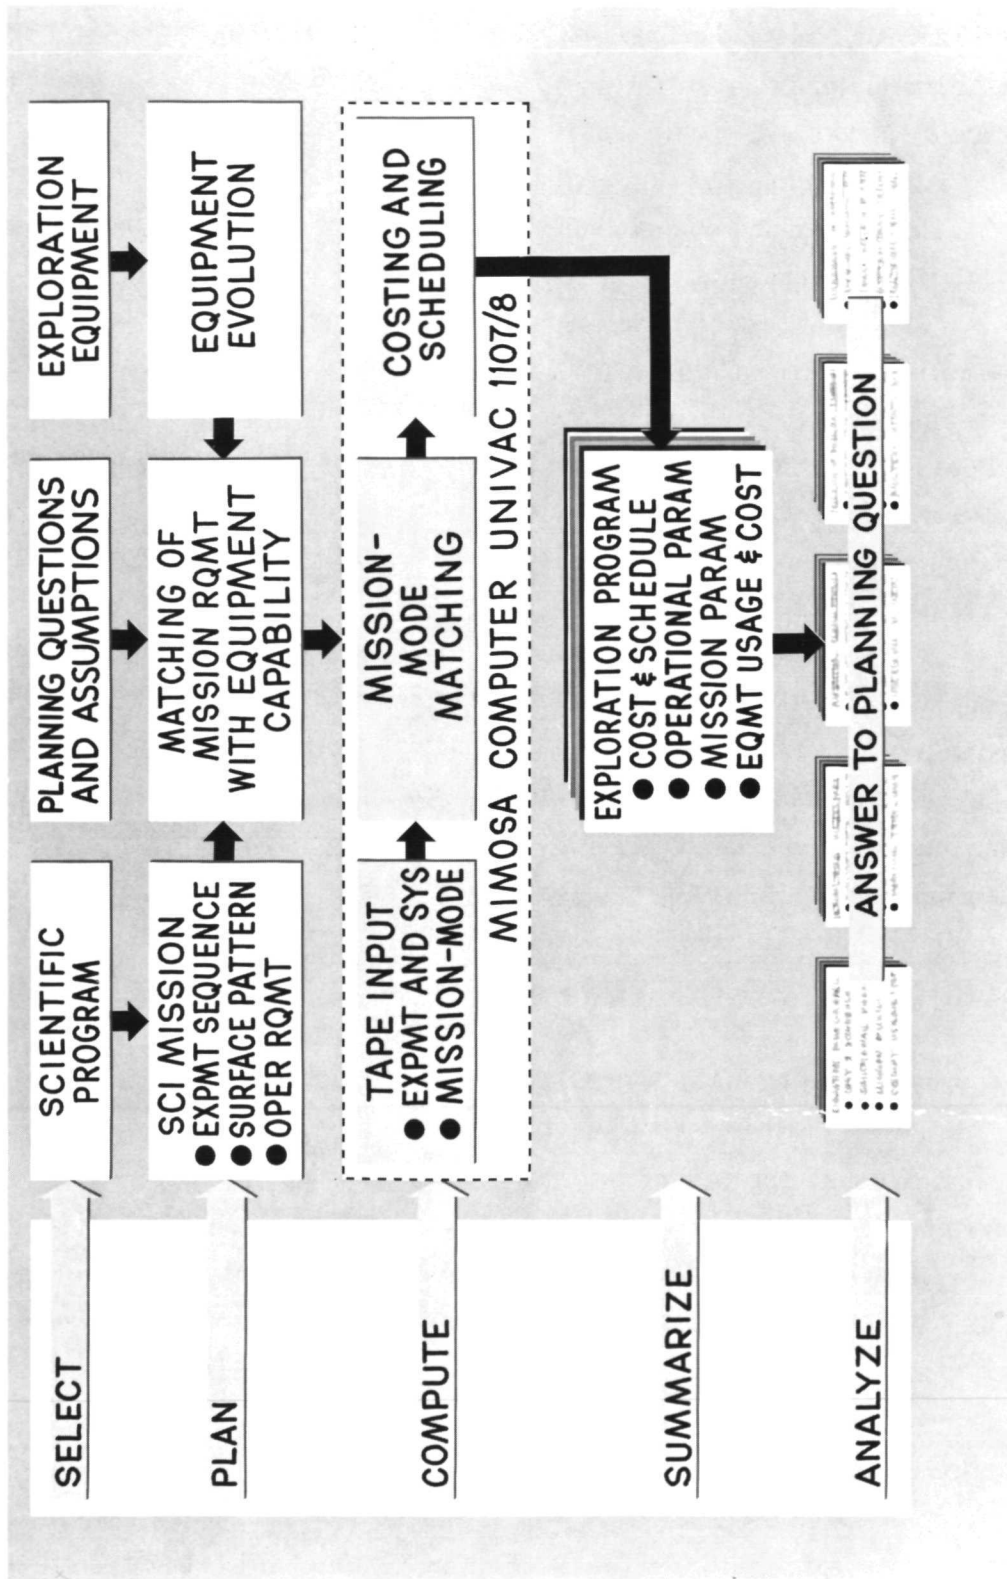 SELECT
SCIENTIFIC
PROGRAM
PLANNING QUESTIONS
AND ASSUMPTIONS
EXPLORATION
EQUIPMENT
PLAN
SCI MISSION
● EXPMT SEQUENCE
● SURFACE PATTERN
● OPER RQMT
MATCHING OF
MISSION RQMT
WITH EQUIPMENT
CAPABILITY
EQUIPMENT
EVOLUTION
COMPUTE
TAPE INPUT
● EXPMT AND SYS
● MISSION-MODE
MISSION-
MODE
MATCHING
COSTING AND
SCHEDULING
MIMOSA COMPUTER UNIVAC 1107/8
SUMMARIZE
EXPLORATION PROGRAM
● COST & SCHEDULE
● OPERATIONAL PARAM
● MISSION PARAM
● EQMT USAGE & COST
ANALYZE
ANSWER TO PLANNING QUESTION